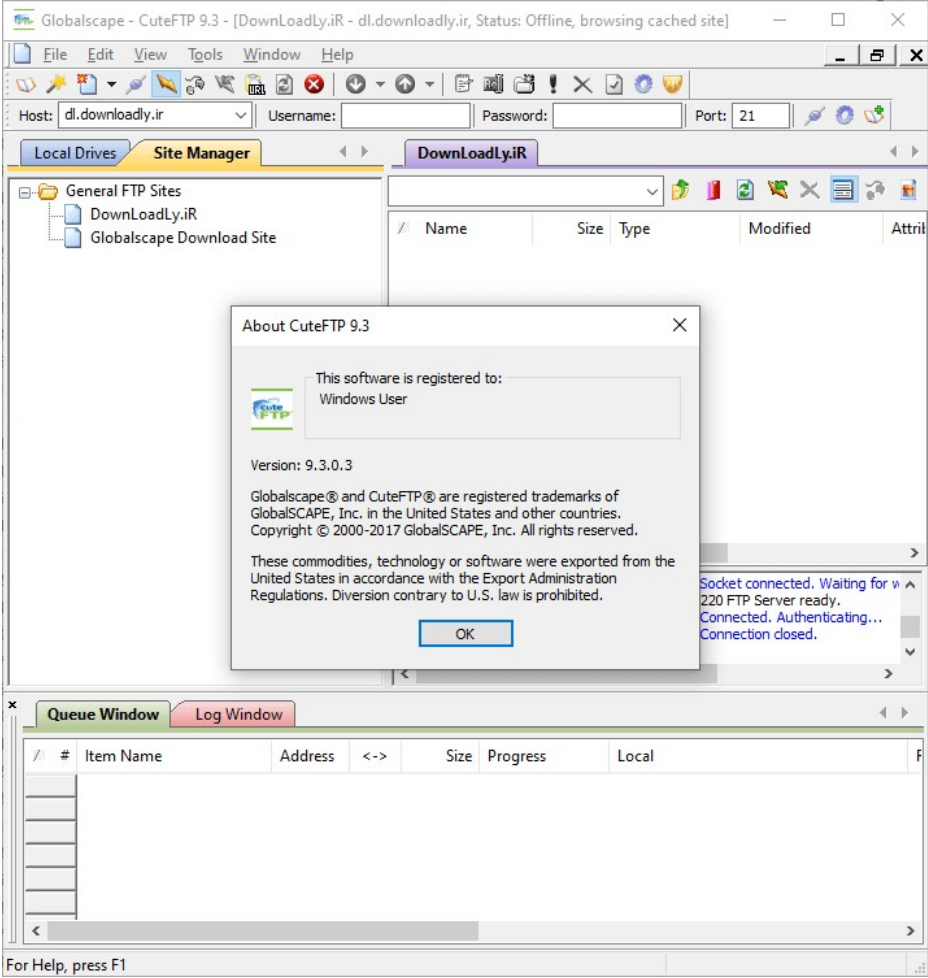 Globalscape - CuteFTP 9.3 - [DownLoadLy.iR - dl.downloadly.ir, Status: Offline, browsing cached site]
File Edit View Tools Window Help
URL
Host: dl.downloadly.ir Username: Password: Port: 21
Local Drives Site Manager DownLoadLy.iR
General FTP Sites
DownLoadLy.iR
Globalscape Download Site
Name Size Type Modified Attrib
About CuteFTP 9.3
This software is registered to:
Windows User
cute FTP
Version: 9.3.0.3
Globalscape® and CuteFTP® are registered trademarks of
GlobalSCAPE, Inc. in the United States and other countries.
Copyright © 2000-2017 GlobalSCAPE, Inc. All rights reserved.
These commodities, technology or software were exported from the
United States in accordance with the Export Administration
Regulations. Diversion contrary to U.S. law is prohibited.
OK
Socket connected. Waiting for w
220 FTP Server ready.
Connected. Authenticating...
Connection closed.
Queue Window Log Window
/ # Item Name Address <-> Size Progress Local
For Help, press F1